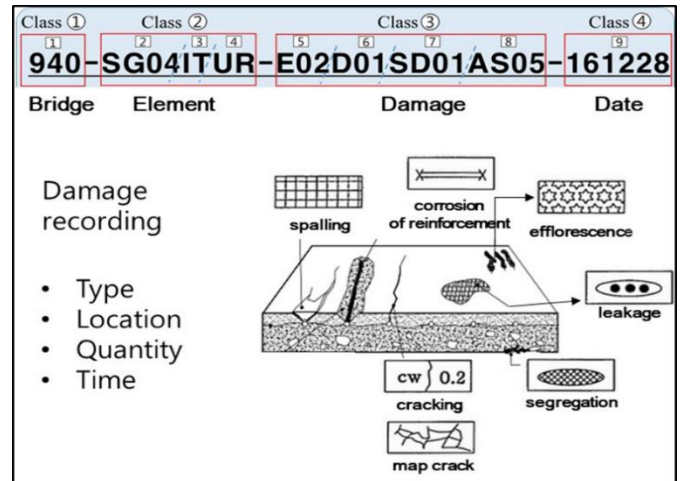 Class ① Class ② Class ③ Class ④
1 2 3 4 5 6 7 8 9
940-SG04ITUR-E02D01SD01AS05-161228
Bridge Element Damage Date
Damage
recording
• Type
• Location
• Quantity
• Time
spalling
corrosion
of reinforcement
efflorescence
leakage
cw 0.2
cracking
segregation
map crack